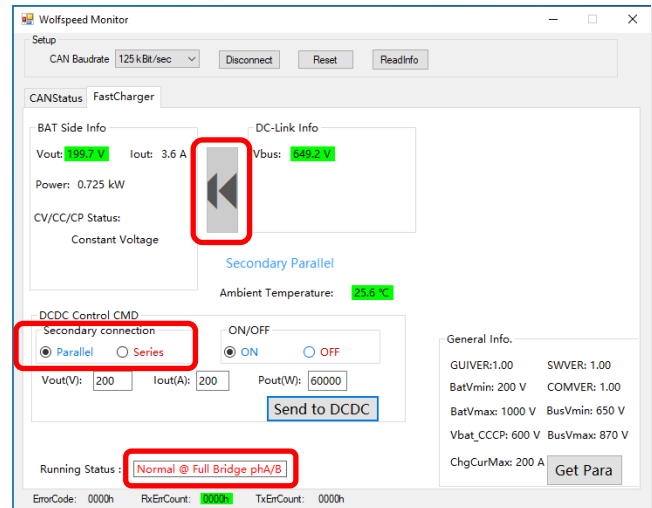 Wolfspeed Monitor
Setup
CAN Baudrate 125 kBit/sec Disconnect Reset ReadInfo
CANStatus FastCharger
BAT Side Info DC-Link Info
Vout: 199.7 V Iout: 3.6 A Vbus: 649.2 V
Power: 0.725 kW
CV/CC/CP Status:
Constant Voltage
Secondary Parallel
Ambient Temperature: 25.6 ℃
DCDC Control CMD
Secondary connection ON/OFF
Parallel Series ON OFF
Vout(V): 200 Iout(A): 200 Pout(W): 60000
Send to DCDC
General Info.
GUIVER:1.00 SWVER: 1.00
BatVmin: 200 V COMVER: 1.00
BatVmax: 1000 V BusVmin: 650 V
Vbat_CCCP: 600 V BusVmax: 870 V
ChgCurMax: 200 A Get Para
Running Status : Normal @ Full Bridge phA/B
ErrorCode: 0000h RxErrCount: 0000h TxErrCount: 0000h